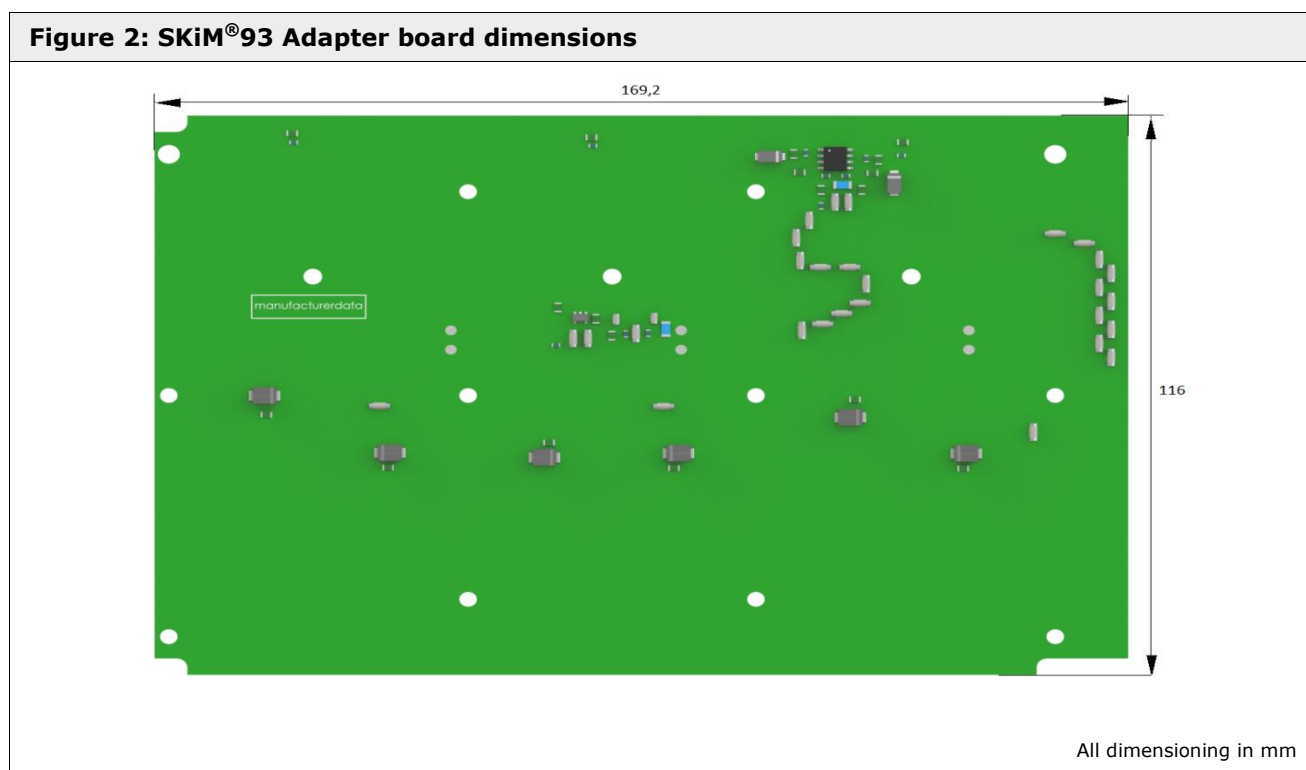 Figure 2: SKiM®93 Adapter board dimensions
169,2
manufacturerdata
116
All dimensioning in mm